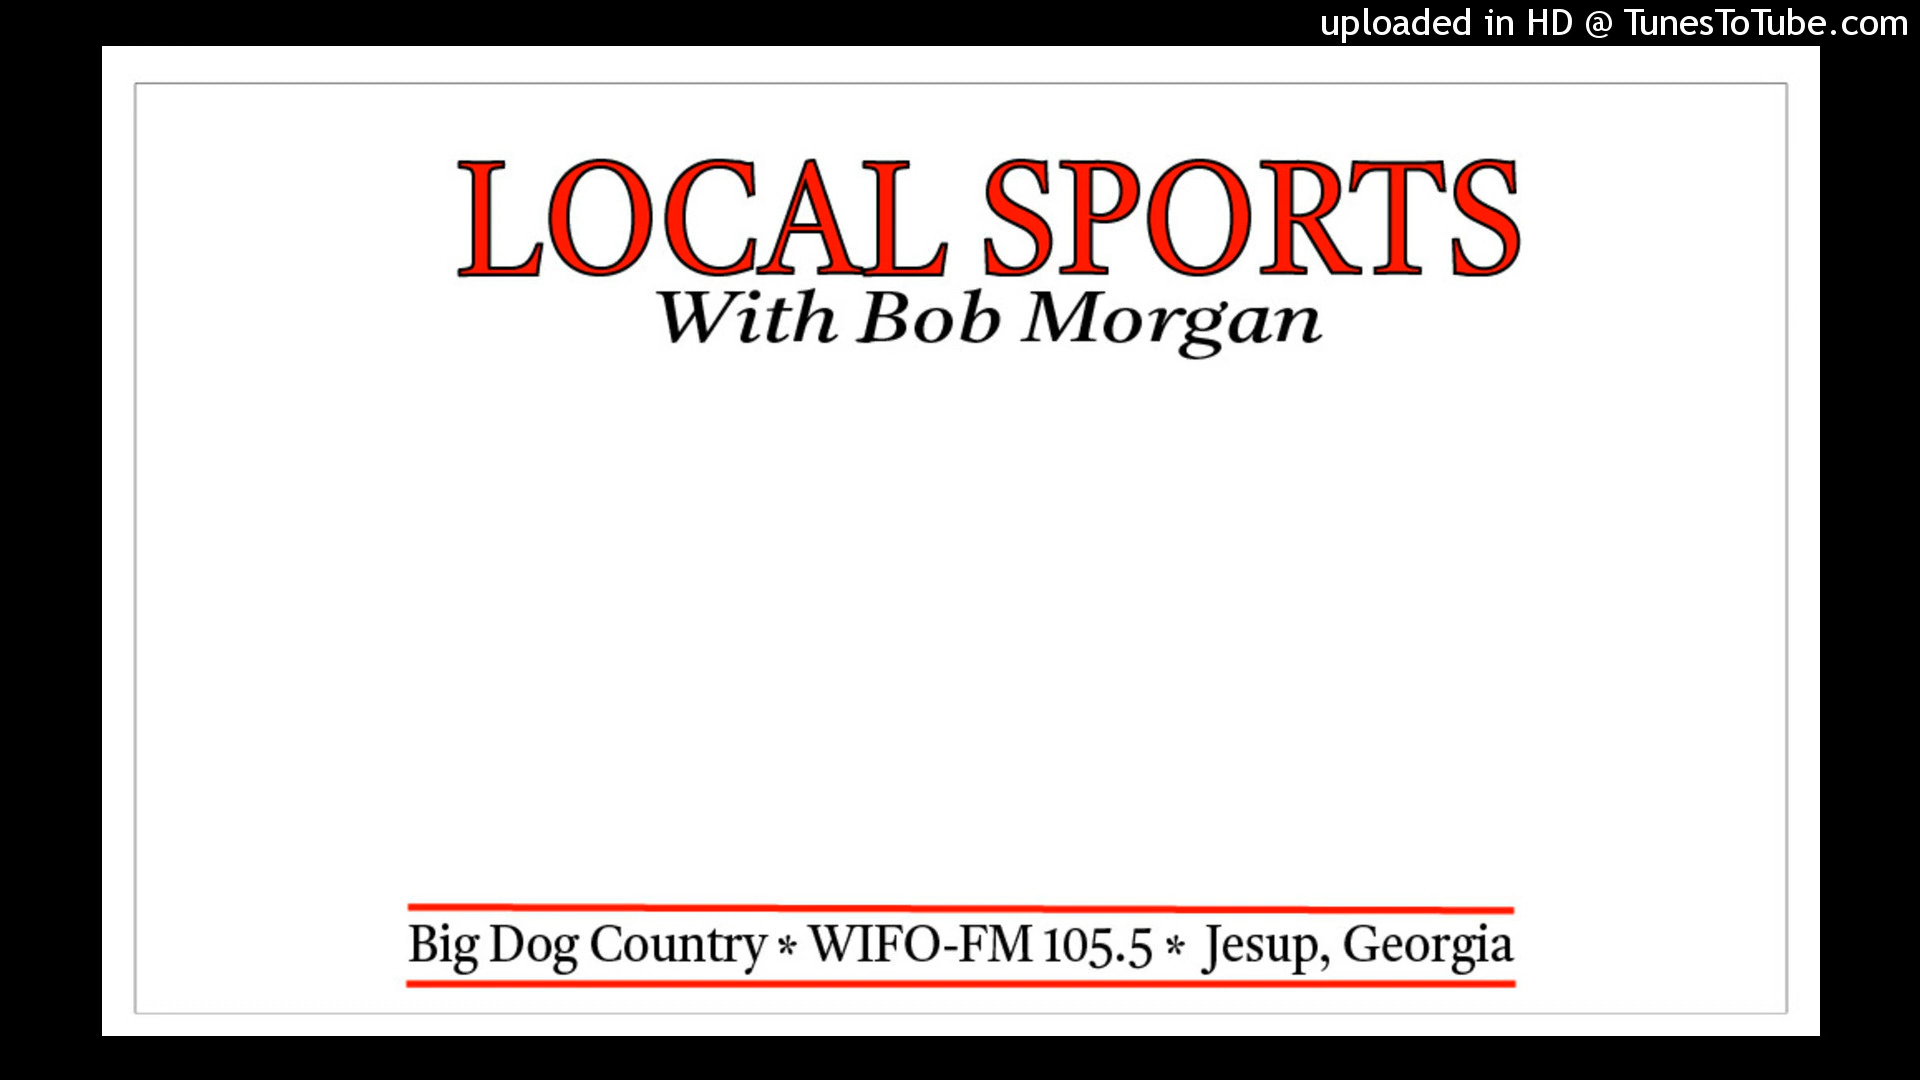 uploaded in HD @ TunesToTube.com
LOCAL SPORTS
With Bob Morgan
Big Dog Country * WIFO-FM 105.5 * Jesup, Georgia